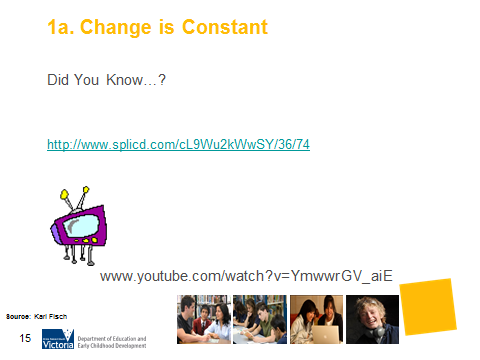 1a. Change is Constant
Did You Know…?
http://www.splicd.com/cL9Wu2kWwSY/36/74
www.youtube.com/watch?v=YmwwrGV_aiE
Source: Karl Fisch
15
Victoria
Department of Education and
Early Childhood Development